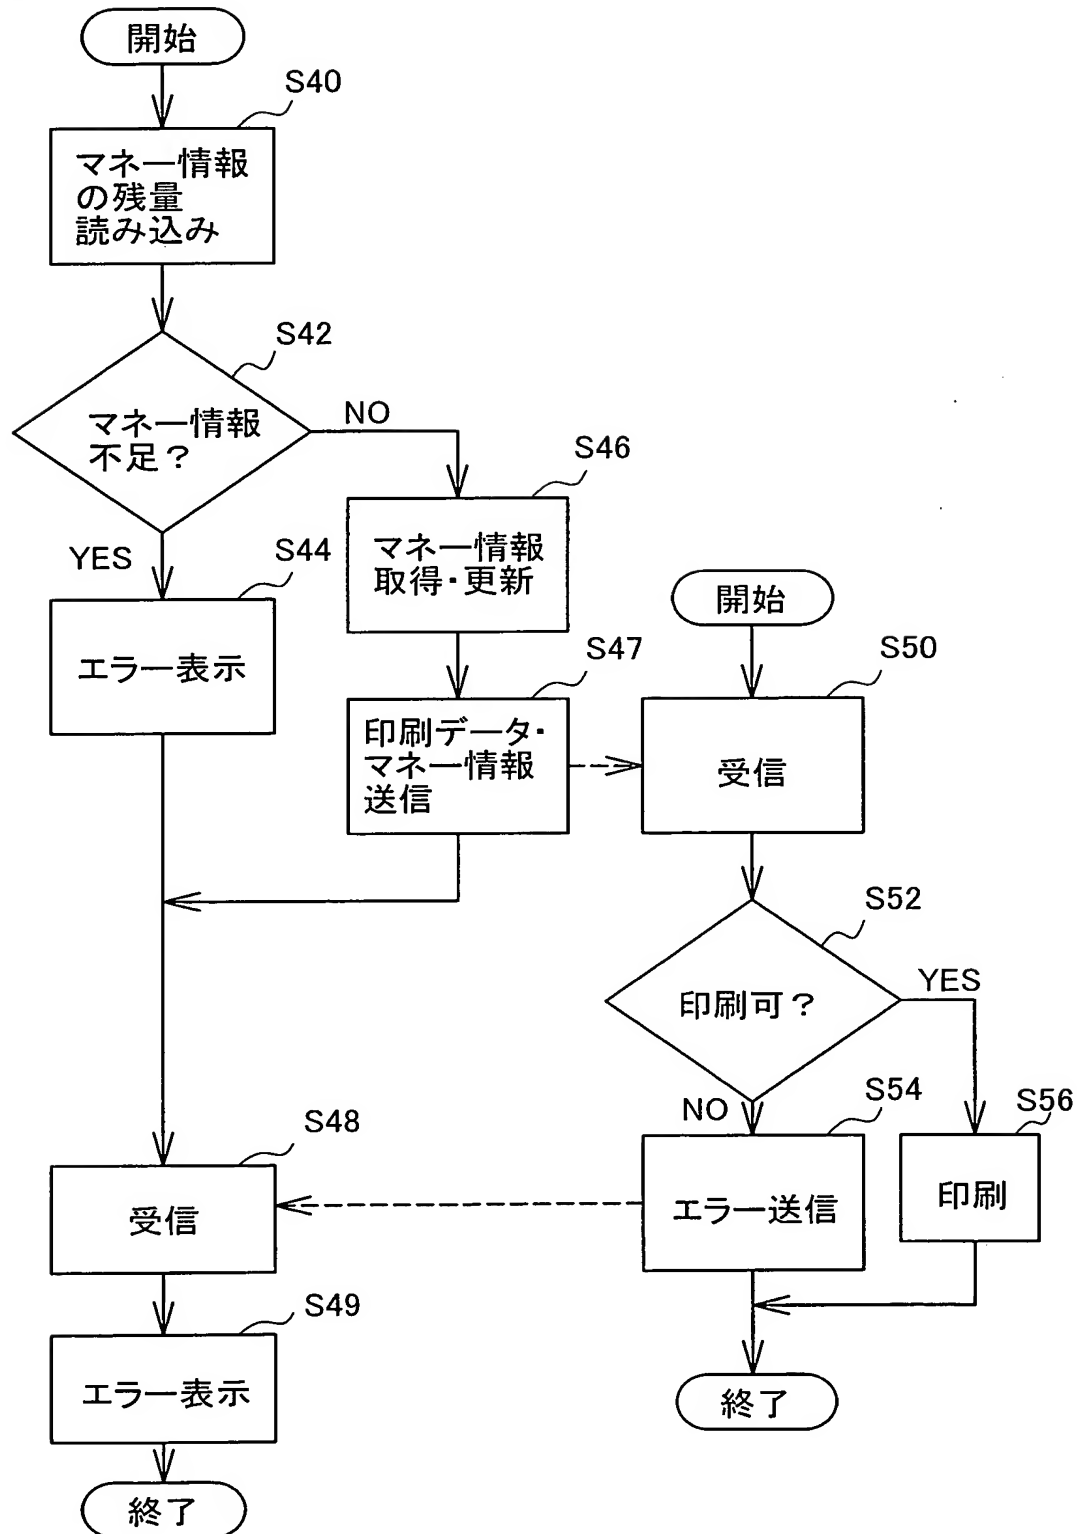 開始
S40
マネー情報
の残量
読み込み
S42
マネー情報
不足？
NO
YES
S44
エラー表示
S46
マネー情報
取得・更新
S47
印刷データ・
マネー情報
送信
開始
S50
受信
S52
印刷可？
YES
NO
S54
エラー送信
S56
印刷
終了
S48
受信
S49
エラー表示
終了